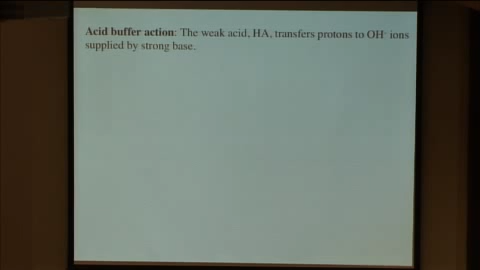 Acid buffer action: The weak acid, HA, transfers protons to OH⁻ ions
supplied by strong base.